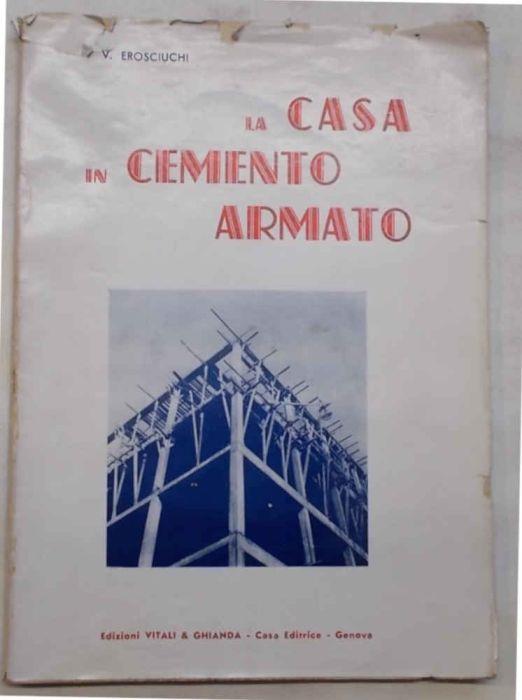 V. EROSCIUCHI
LA CASA
IN CEMENTO
ARMATO
Edizioni VITALI & GHIANDA - Casa Editrice - Genova